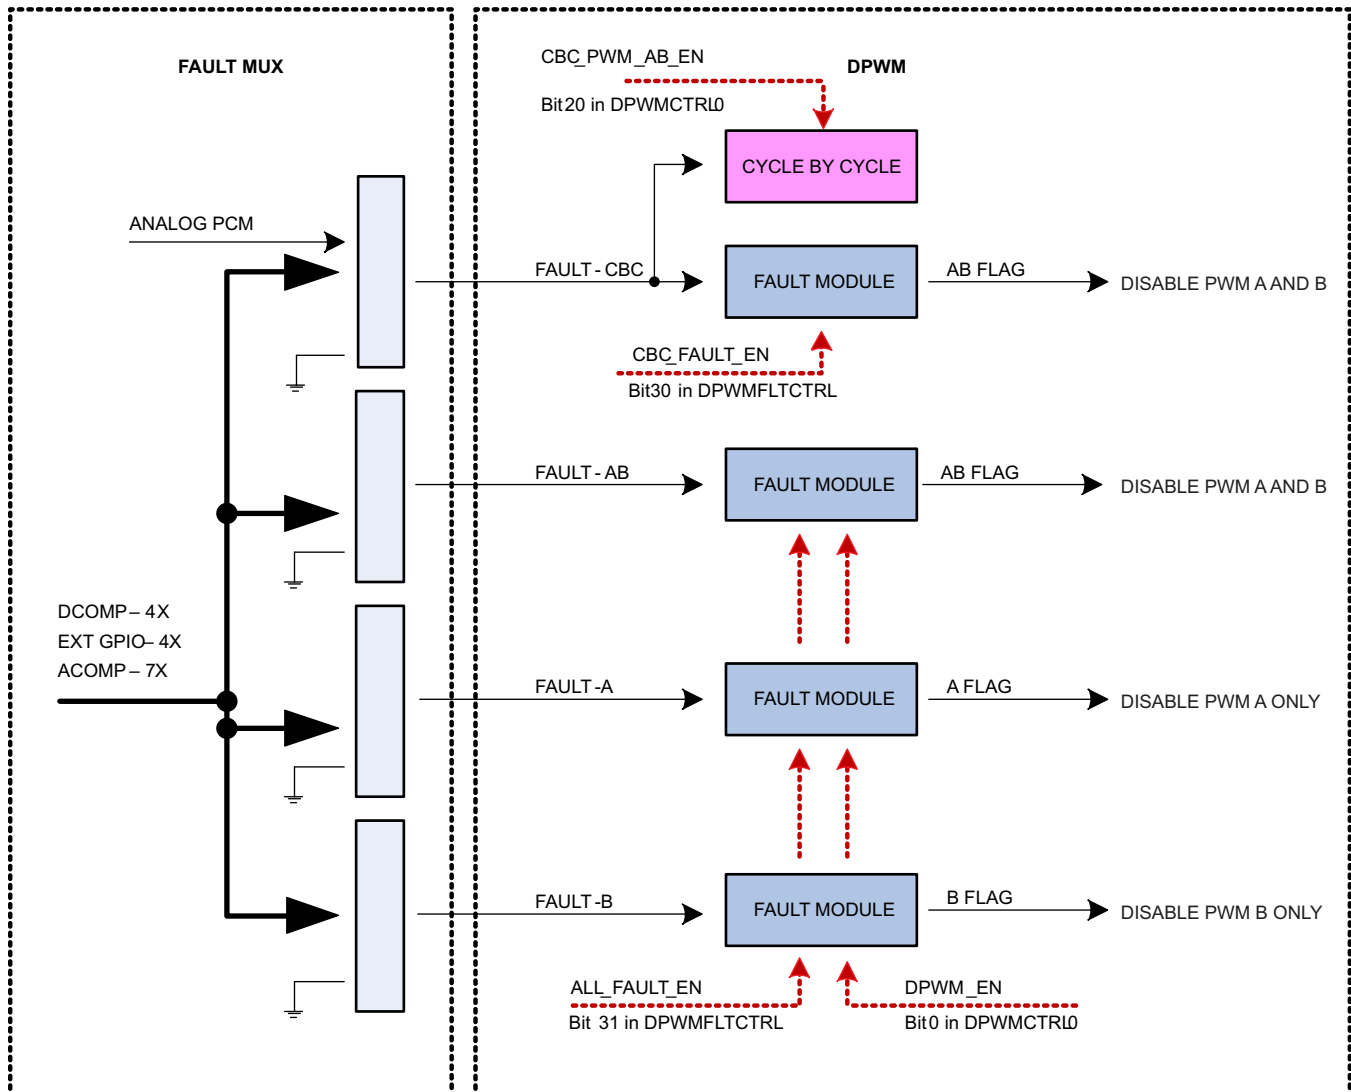 FAULT MUX
DPWM
CBC_PWM_AB_EN
Bit20 in DPWMCTRL0
CYCLE BY CYCLE
ANALOG PCM
FAULT - CBC
FAULT MODULE
AB FLAG
DISABLE PWM A AND B
CBC_FAULT_EN
Bit30 in DPWMFLTCTRL
FAULT - AB
FAULT MODULE
AB FLAG
DISABLE PWM A AND B
DCOMP – 4X
EXT GPIO – 4X
ACOMP – 7X
FAULT -A
FAULT MODULE
A FLAG
DISABLE PWM A ONLY
FAULT -B
FAULT MODULE
B FLAG
DISABLE PWM B ONLY
ALL_FAULT_EN
Bit 31 in DPWMFLTCTRL
DPWM_EN
Bit0 in DPWMCTRL0